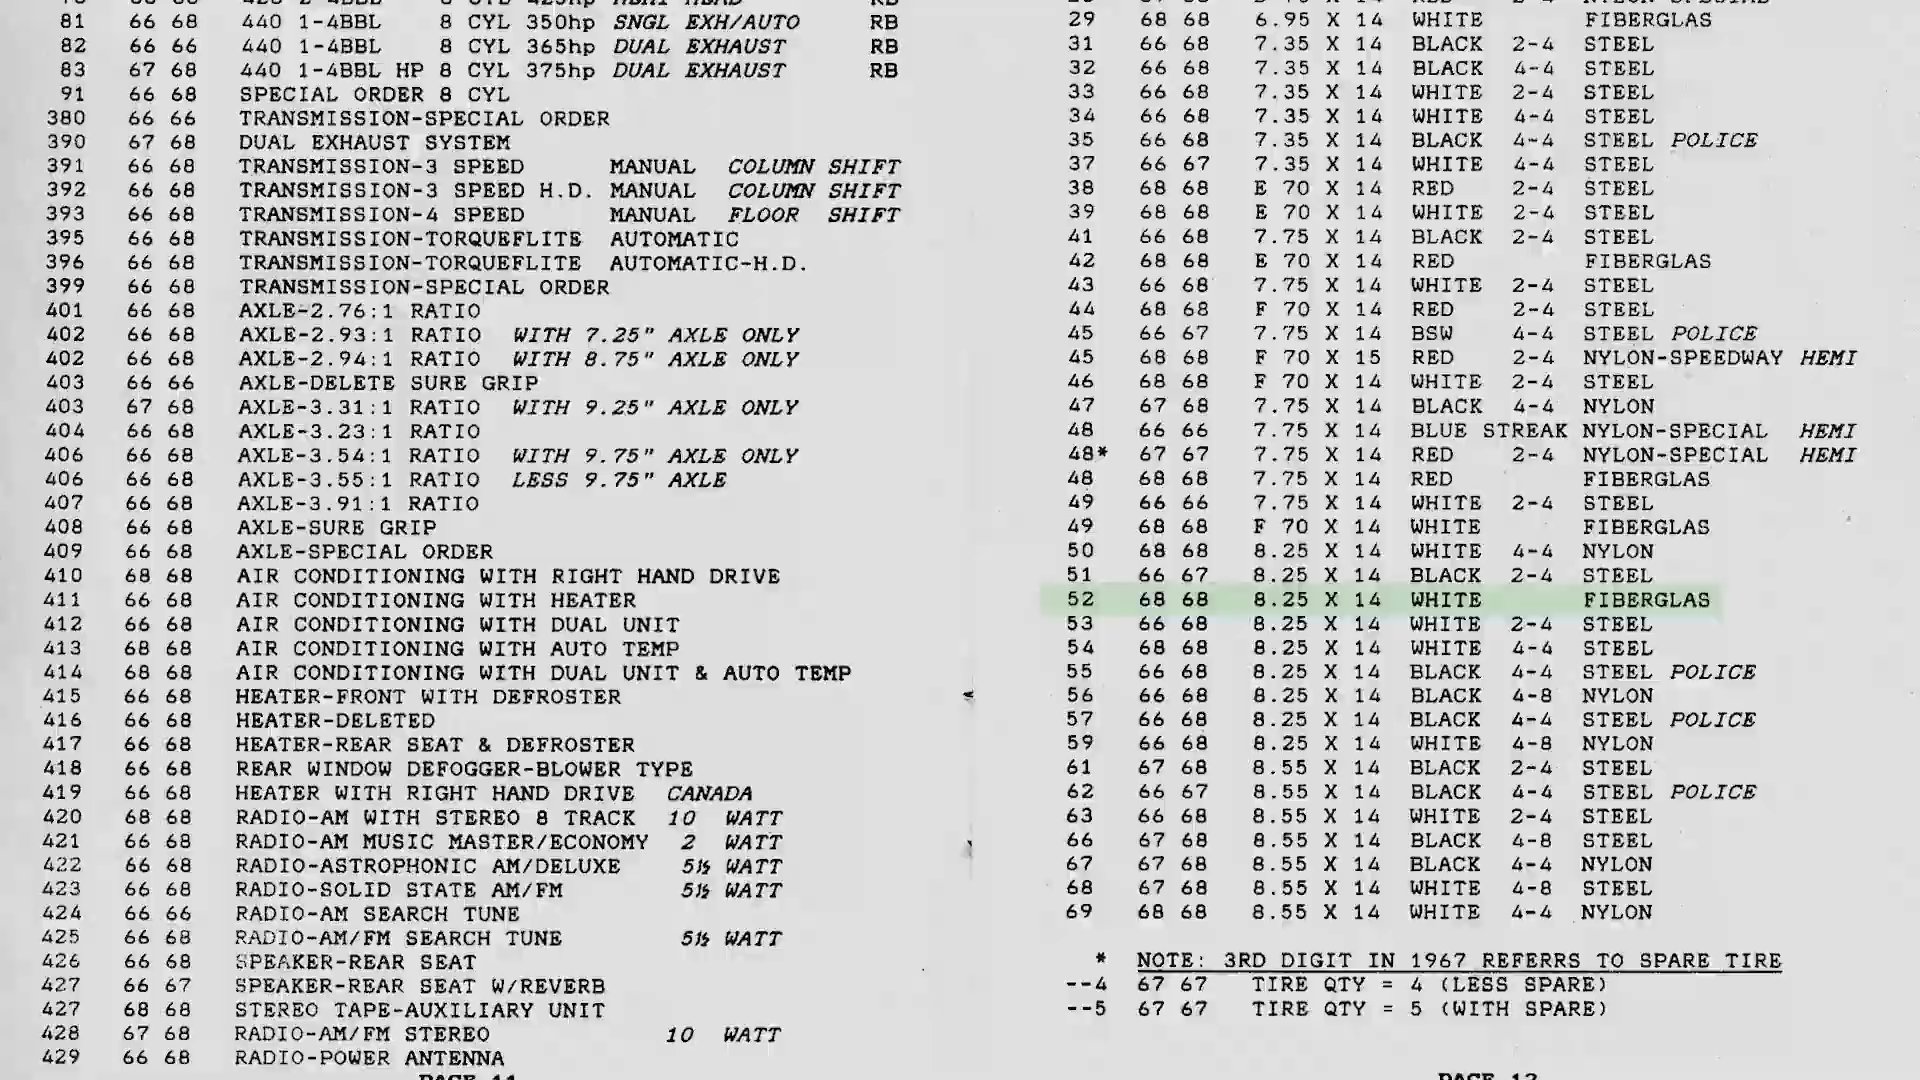 81 66 68 440 1-4BBL 8 CYL 350hp SNGL EXH/AUTO RB
82 66 66 440 1-4BBL 8 CYL 365hp DUAL EXHAUST RB
83 67 68 440 1-4BBL HP 8 CYL 375hp DUAL EXHAUST RB
91 66 68 SPECIAL ORDER 8 CYL
380 66 66 TRANSMISSION-SPECIAL ORDER
390 67 68 DUAL EXHAUST SYSTEM
391 66 68 TRANSMISSION-3 SPEED MANUAL COLUMN SHIFT
392 66 68 TRANSMISSION-3 SPEED H.D. MANUAL COLUMN SHIFT
393 66 68 TRANSMISSION-4 SPEED MANUAL FLOOR SHIFT
395 66 68 TRANSMISSION-TORQUEFLITE AUTOMATIC
396 66 68 TRANSMISSION-TORQUEFLITE AUTOMATIC-H.D.
399 66 68 TRANSMISSION-SPECIAL ORDER
401 66 68 AXLE-2.76:1 RATIO
402 66 68 AXLE-2.93:1 RATIO WITH 7.25" AXLE ONLY
402 66 68 AXLE-2.94:1 RATIO WITH 8.75" AXLE ONLY
403 66 66 AXLE-DELETE SURE GRIP
403 67 68 AXLE-3.31:1 RATIO WITH 9.25" AXLE ONLY
404 66 68 AXLE-3.23:1 RATIO
406 66 68 AXLE-3.54:1 RATIO WITH 9.75" AXLE ONLY
406 66 68 AXLE-3.55:1 RATIO LESS 9.75" AXLE
407 66 68 AXLE-3.91:1 RATIO
408 66 68 AXLE-SURE GRIP
409 66 68 AXLE-SPECIAL ORDER
410 68 68 AIR CONDITIONING WITH RIGHT HAND DRIVE
411 66 68 AIR CONDITIONING WITH HEATER
412 66 68 AIR CONDITIONING WITH DUAL UNIT
413 68 68 AIR CONDITIONING WITH AUTO TEMP
414 68 68 AIR CONDITIONING WITH DUAL UNIT & AUTO TEMP
415 66 68 HEATER-FRONT WITH DEFROSTER
416 66 68 HEATER-DELETED
417 66 68 HEATER-REAR SEAT & DEFROSTER
418 66 68 REAR WINDOW DEFOGGER-BLOWER TYPE
419 66 68 HEATER WITH RIGHT HAND DRIVE CANADA
420 68 68 RADIO-AM WITH STEREO 8 TRACK 10 WATT
421 66 68 RADIO-AM MUSIC MASTER/ECONOMY 2 WATT
422 66 68 RADIO-ASTROPHONIC AM/DELUXE 5½ WATT
423 66 68 RADIO-SOLID STATE AM/FM 5½ WATT
424 66 66 RADIO-AM SEARCH TUNE
425 66 68 RADIO-AM/FM SEARCH TUNE 5½ WATT
426 66 68 SPEAKER-REAR SEAT
427 66 67 SPEAKER-REAR SEAT W/REVERB
427 68 68 STEREO TAPE-AUXILIARY UNIT
428 67 68 RADIO-AM/FM STEREO 10 WATT
429 66 68 RADIO-POWER ANTENNA
29 68 68 6.95 X 14 WHITE FIBERGLAS
31 66 68 7.35 X 14 BLACK 2-4 STEEL
32 66 68 7.35 X 14 BLACK 4-4 STEEL
33 66 68 7.35 X 14 WHITE 2-4 STEEL
34 66 68 7.35 X 14 WHITE 4-4 STEEL
35 66 68 7.35 X 14 BLACK 4-4 STEEL POLICE
37 66 67 7.35 X 14 WHITE 4-4 STEEL
38 68 68 E 70 X 14 RED 2-4 STEEL
39 68 68 E 70 X 14 WHITE 2-4 STEEL
41 66 68 7.75 X 14 BLACK 2-4 STEEL
42 68 68 E 70 X 14 RED FIBERGLAS
43 66 68 7.75 X 14 WHITE 2-4 STEEL
44 68 68 F 70 X 14 RED 2-4 STEEL
45 66 67 7.75 X 14 BSW 4-4 STEEL POLICE
45 68 68 F 70 X 15 RED 2-4 NYLON-SPEEDWAY HEMI
46 68 68 F 70 X 14 WHITE 2-4 STEEL
47 67 68 7.75 X 14 BLACK 4-4 NYLON
48 66 66 7.75 X 14 BLUE STREAK NYLON-SPECIAL HEMI
48* 67 67 7.75 X 14 RED 2-4 NYLON-SPECIAL HEMI
48 68 68 7.75 X 14 RED FIBERGLAS
49 66 66 7.75 X 14 WHITE 2-4 STEEL
49 68 68 F 70 X 14 WHITE FIBERGLAS
50 68 68 8.25 X 14 WHITE 4-4 NYLON
51 66 67 8.25 X 14 BLACK 2-4 STEEL
52 68 68 8.25 X 14 WHITE FIBERGLAS
53 66 68 8.25 X 14 WHITE 2-4 STEEL
54 68 68 8.25 X 14 WHITE 4-4 STEEL
55 66 68 8.25 X 14 BLACK 4-4 STEEL POLICE
56 66 68 8.25 X 14 BLACK 4-8 NYLON
57 66 68 8.25 X 14 BLACK 4-4 STEEL POLICE
59 66 68 8.25 X 14 WHITE 4-8 NYLON
61 67 68 8.55 X 14 BLACK 2-4 STEEL
62 66 67 8.55 X 14 BLACK 4-4 STEEL POLICE
63 66 68 8.55 X 14 WHITE 2-4 STEEL
66 67 68 8.55 X 14 BLACK 4-8 STEEL
67 67 68 8.55 X 14 BLACK 4-4 NYLON
68 67 68 8.55 X 14 WHITE 4-8 STEEL
69 68 68 8.55 X 14 WHITE 4-4 NYLON
* NOTE: 3RD DIGIT IN 1967 REFERRS TO SPARE TIRE
--4 67 67 TIRE QTY = 4 (LESS SPARE)
--5 67 67 TIRE QTY = 5 (WITH SPARE)